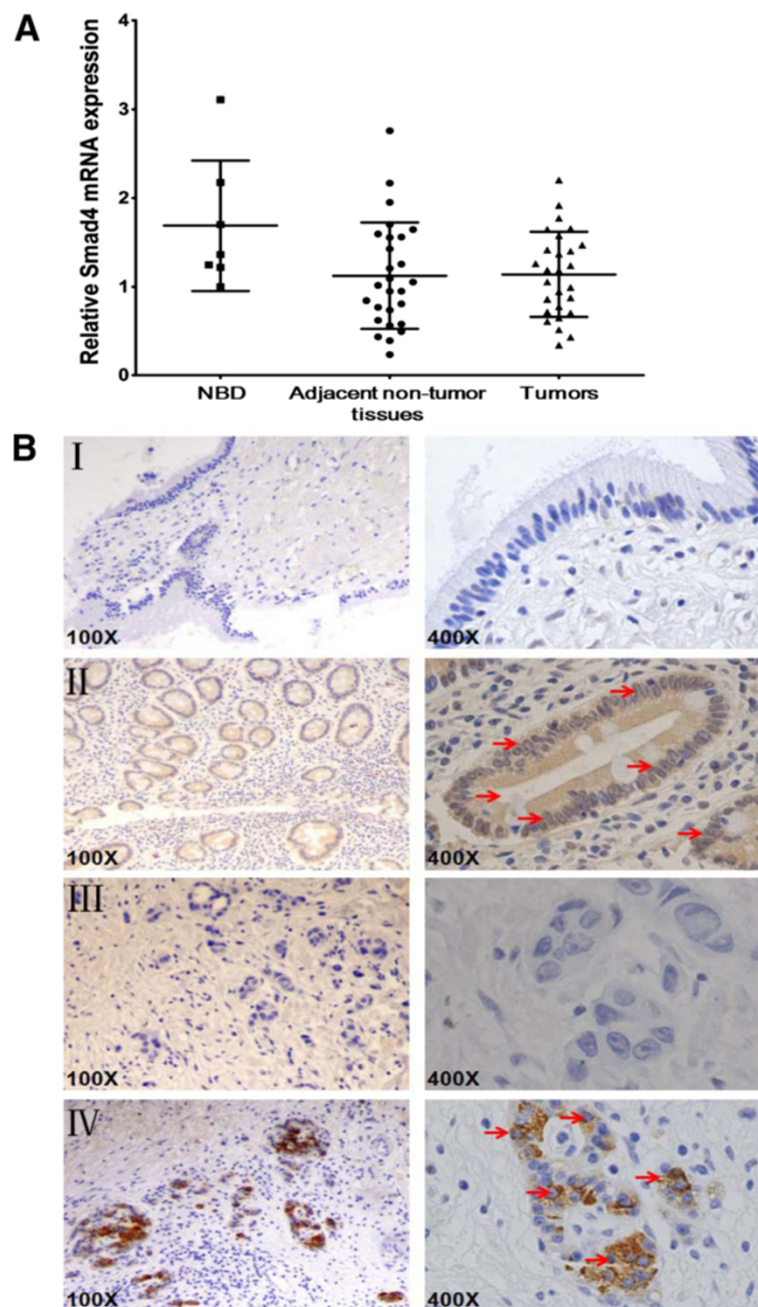 A
Relative Smad4 mRNA expression
4
3
2
1
0
NBD
Adjacent non-tumor
tissues
Tumors
B
I
100X
400X
II
100X
400X
III
100X
400X
IV
100X
400X